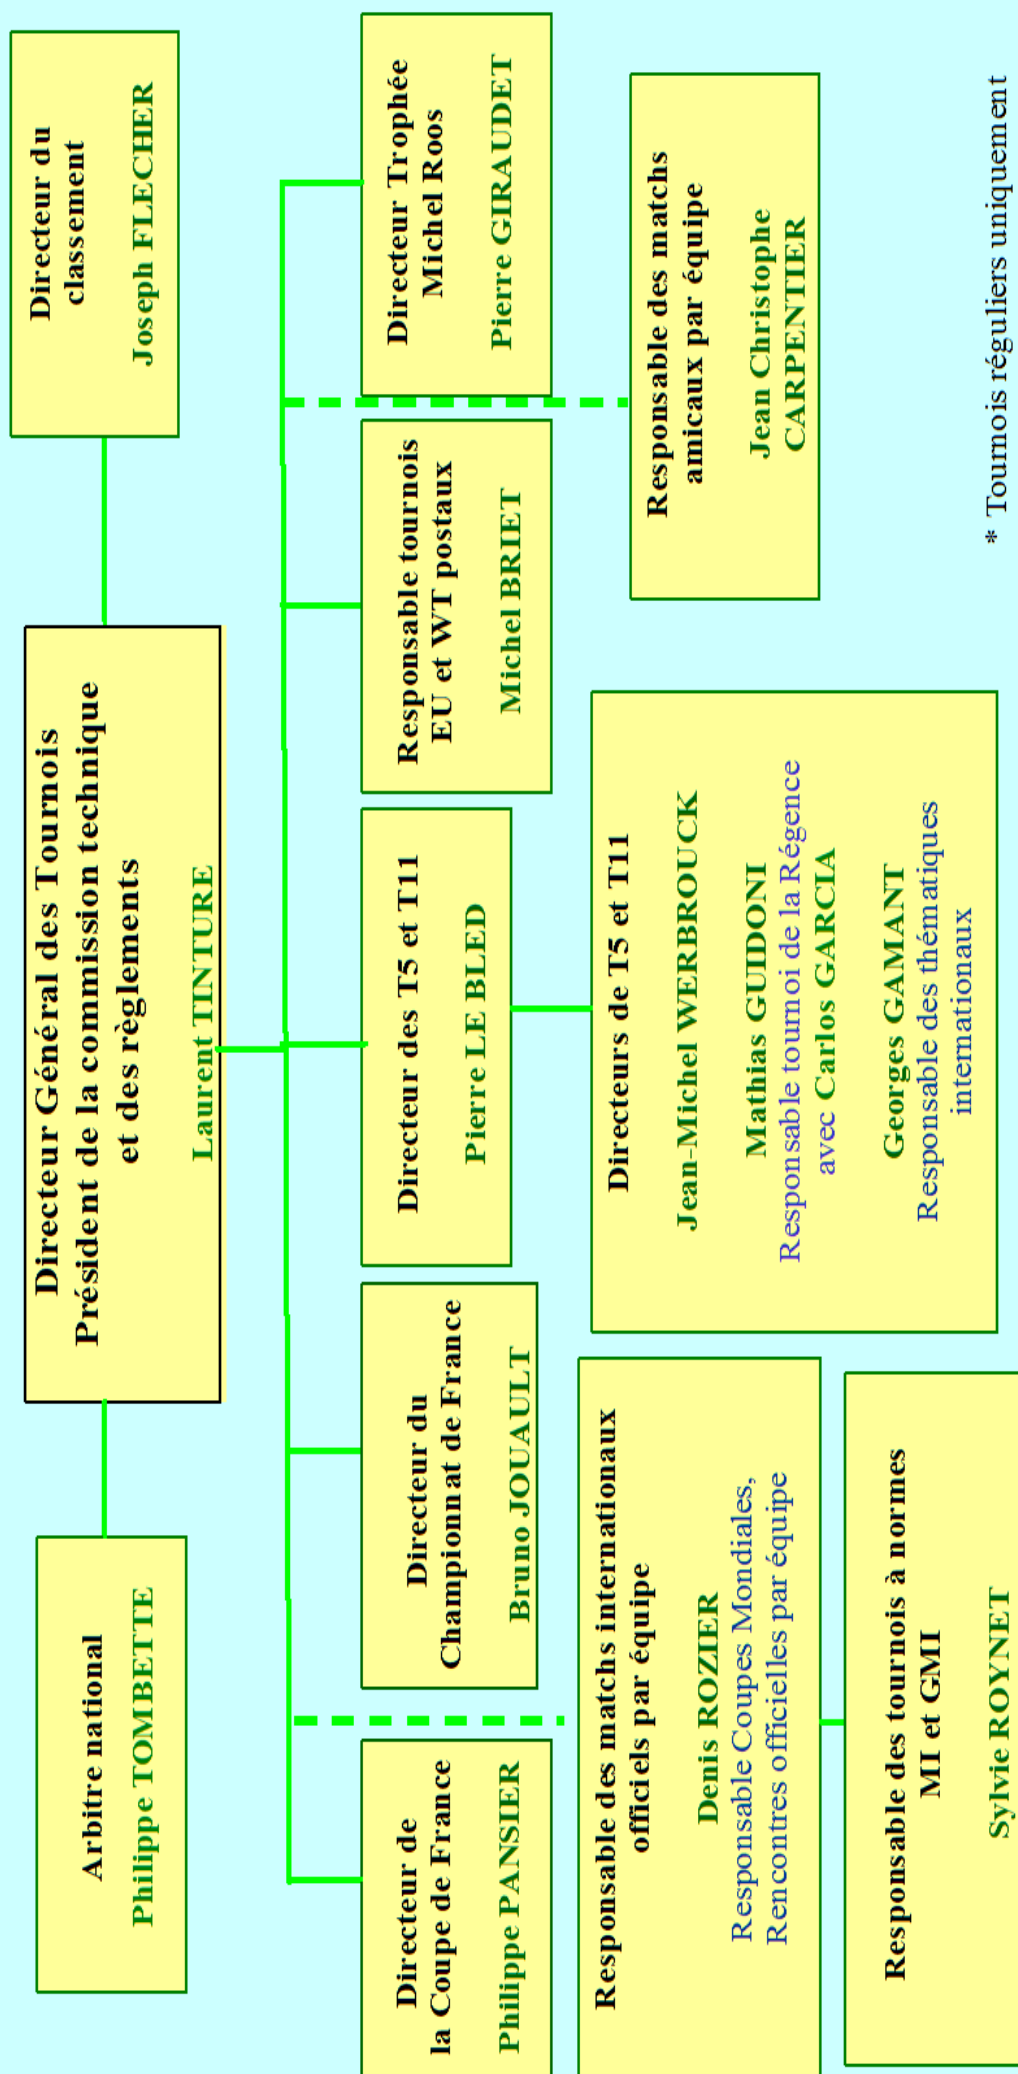 Arbitre national
Philippe TOMBETTE
Directeur Général des Tournois
Président de la commission technique
et des règlements
Laurent TINTURE
Directeur du
classement
Joseph FLECHER
Directeur de
la Coupe de France
Philippe PANSIER
Directeur du
Championnat de France
Bruno JOUAULT
Directeur des T5 et T11
Pierre LE BLED
Responsable tournois
EU et WT postaux
Michel BRIET
Directeur Trophée
Michel Roos
Pierre GIRAUDET
Responsable des matchs internationaux
officiels par équipe
Denis ROZIER
Responsable Coupes Mondiales,
Rencontres officielles par équipe
Directeurs de T5 et T11
Jean-Michel WERBROUCK
Mathias GUIDONI
Responsable tournoi de la Régence
avec Carlos GARCIA
Georges GAMANT
Responsable des thématiques
internationaux
Responsable des matchs
amicaux par équipe
Jean Christophe
CARPENTIER
Responsable des tournois à normes
MI et GMI
Sylvie ROYNET
* Tournois réguliers uniquement